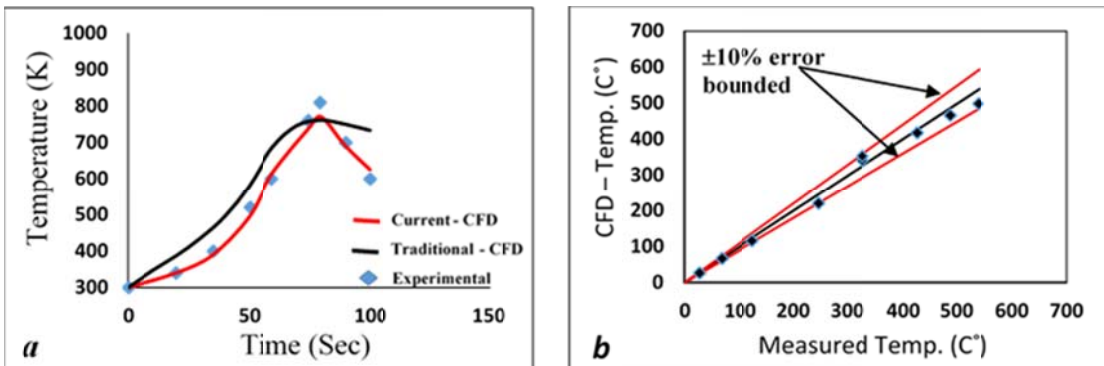 1000
900
800
700
600
500
400
300
0
50
100
150
Temperature (K)
Time (Sec)
Current - CFD
Traditional - CFD
Experimental
a
700
600
500
400
300
200
100
0
0 100 200 300 400 500 600 700
CFD – Temp. (C°)
Measured Temp. (C°)
±10% error
bounded
b